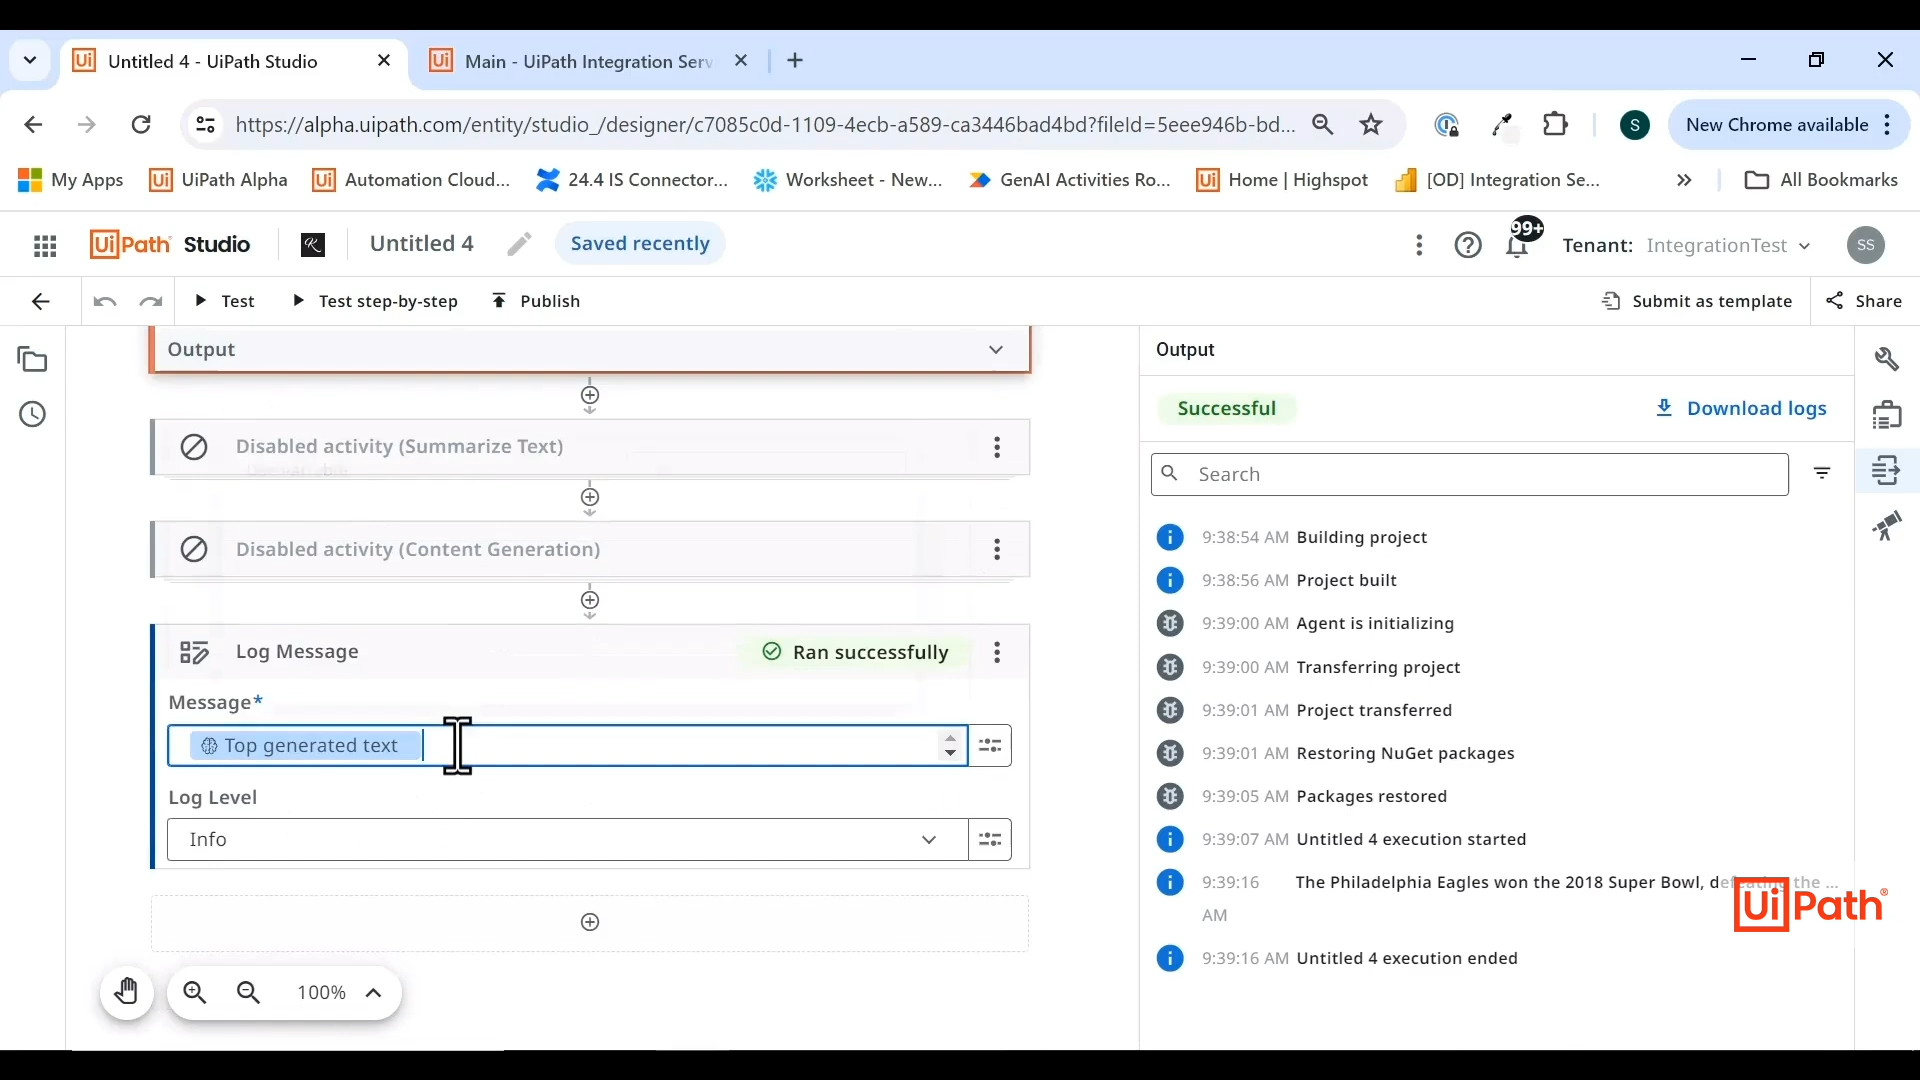 Untitled 4 - UiPath Studio
Main - UiPath Integration Serv
https://alpha.uipath.com/entity/studio_/designer/c7085c0d-1109-4ecb-a589-ca3446bad4bd?fileId=5eee946b-bd...
S
New Chrome available
My Apps
UiPath Alpha
Automation Cloud...
24.4 IS Connector...
Worksheet - New...
GenAI Activities Ro...
Home | Highspot
[OD] Integration Se...
All Bookmarks
UiPath Studio
Untitled 4
Saved recently
99+
Tenant: IntegrationTest
SS
Test
Test step-by-step
Publish
Submit as template
Share
Output
Disabled activity (Summarize Text)
Disabled activity (Content Generation)
Log Message
Ran successfully
Message*
Top generated text
Log Level
Info
100%
Output
Successful
Download logs
Search
9:38:54 AM Building project
9:38:56 AM Project built
9:39:00 AM Agent is initializing
9:39:00 AM Transferring project
9:39:01 AM Project transferred
9:39:01 AM Restoring NuGet packages
9:39:05 AM Packages restored
9:39:07 AM Untitled 4 execution started
9:39:16 AM The Philadelphia Eagles won the 2018 Super Bowl, defeating the ...
9:39:16 AM Untitled 4 execution ended
UiPath